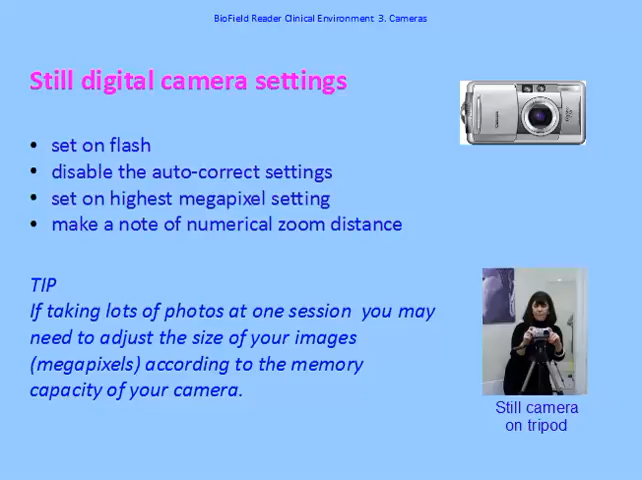 BioField Reader Clinical Environment 3. Cameras
Still digital camera settings
• set on flash
• disable the auto-correct settings
• set on highest megapixel setting
• make a note of numerical zoom distance
TIP
If taking lots of photos at one session you may
need to adjust the size of your images
(megapixels) according to the memory
capacity of your camera.
Still camera
on tripod